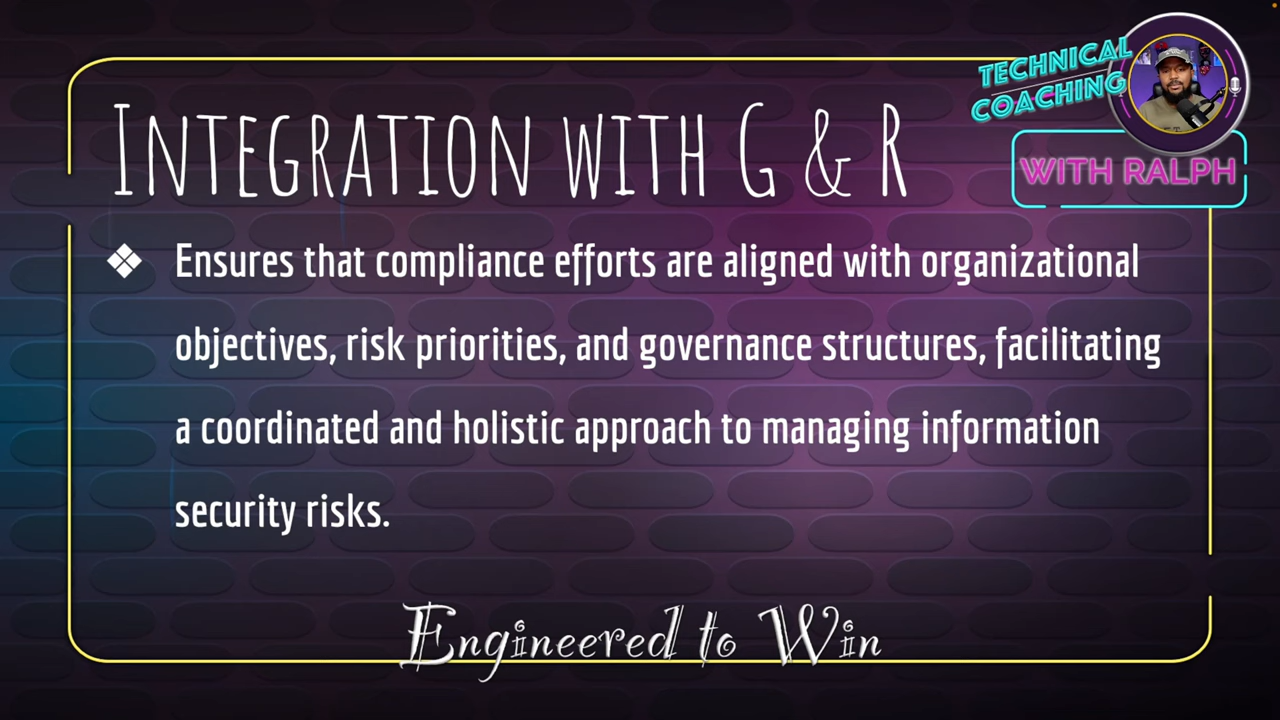 TECHNICAL
COACHING
WITH RALPH
Integration with G & R
❖ Ensures that compliance efforts are aligned with organizational
objectives, risk priorities, and governance structures, facilitating
a coordinated and holistic approach to managing information
security risks.
Engineered to Win